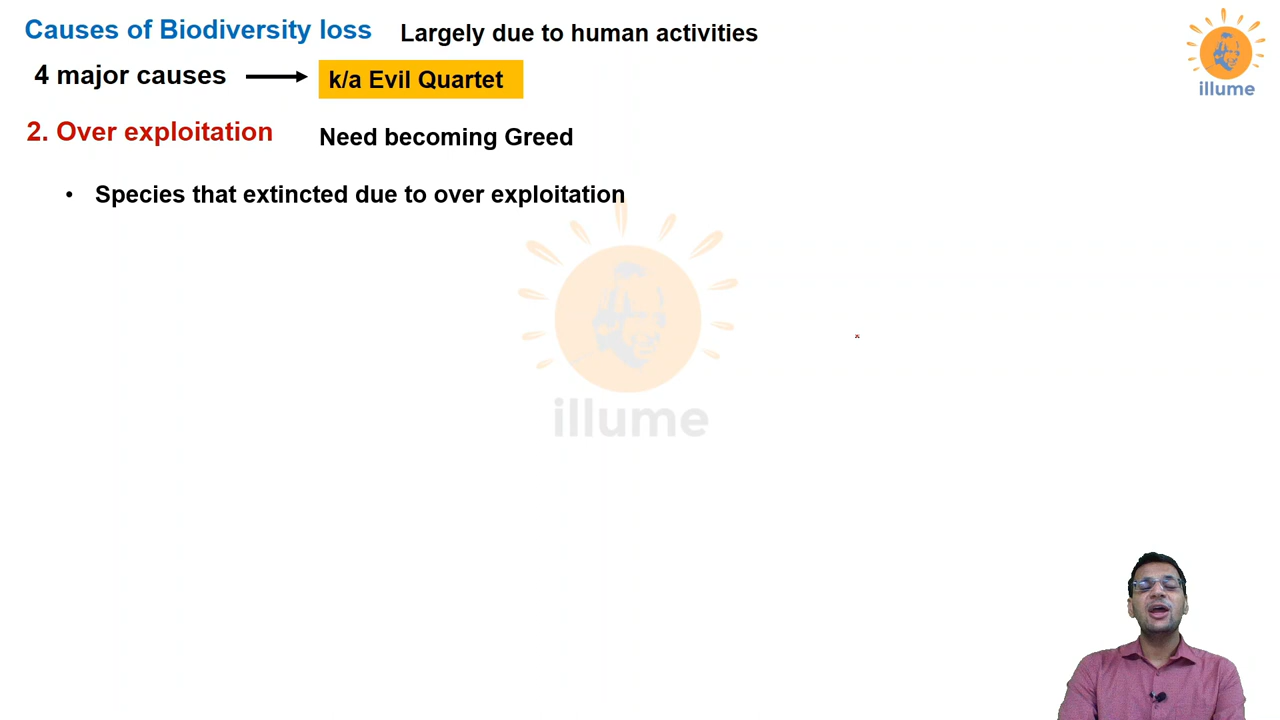 Causes of Biodiversity loss Largely due to human activities
4 major causes k/a Evil Quartet
2. Over exploitation Need becoming Greed
• Species that extincted due to over exploitation
illume
illume